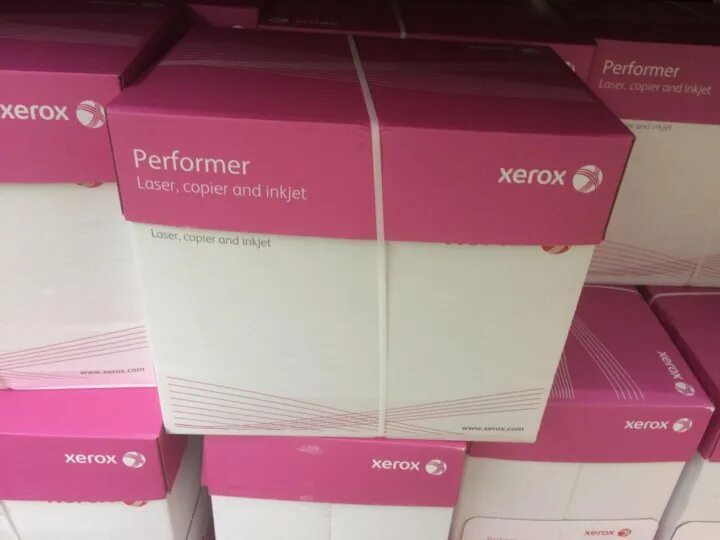 xerox
Performer
Laser, copier and inkjet
xerox
Laser, copier and inkjet
www.xerox.com
Performer
Laser, copier and inkjet
www.xerox.com
xerox
xerox
xerox
xerox
xerox